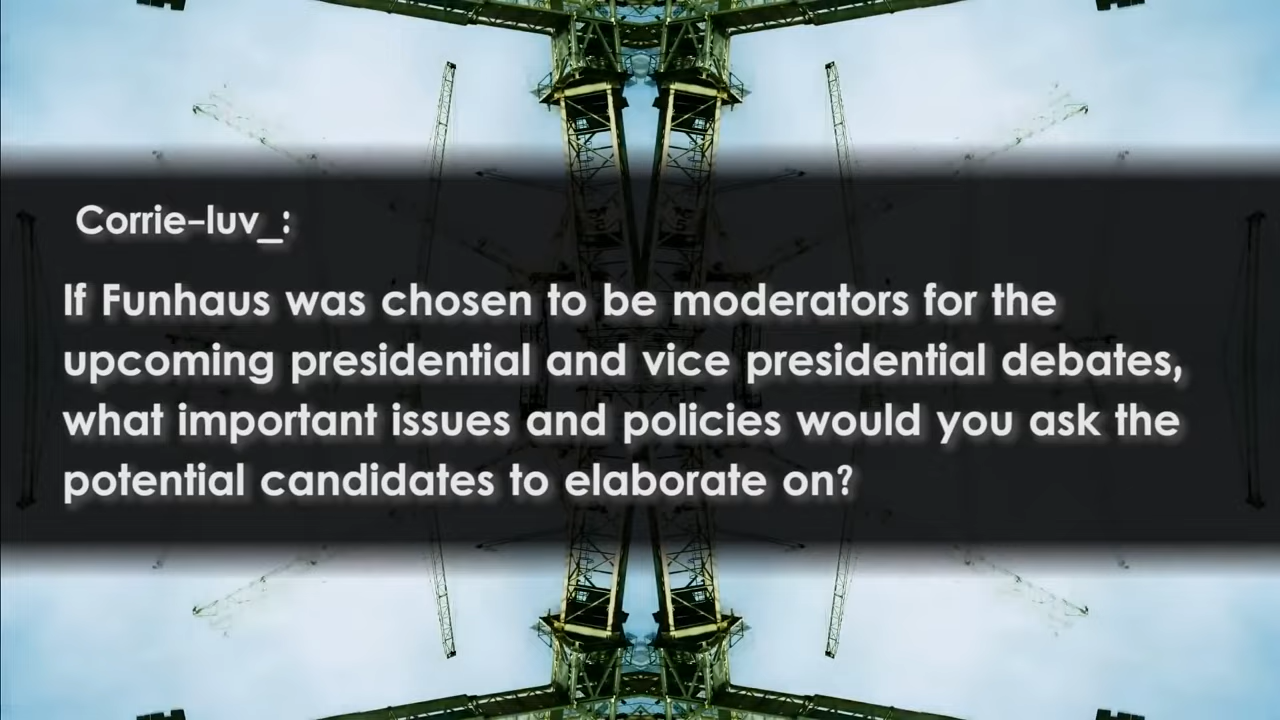 Corrie-luv_:
If Funhaus was chosen to be moderators for the
upcoming presidential and vice presidential debates,
what important issues and policies would you ask the
potential candidates to elaborate on?